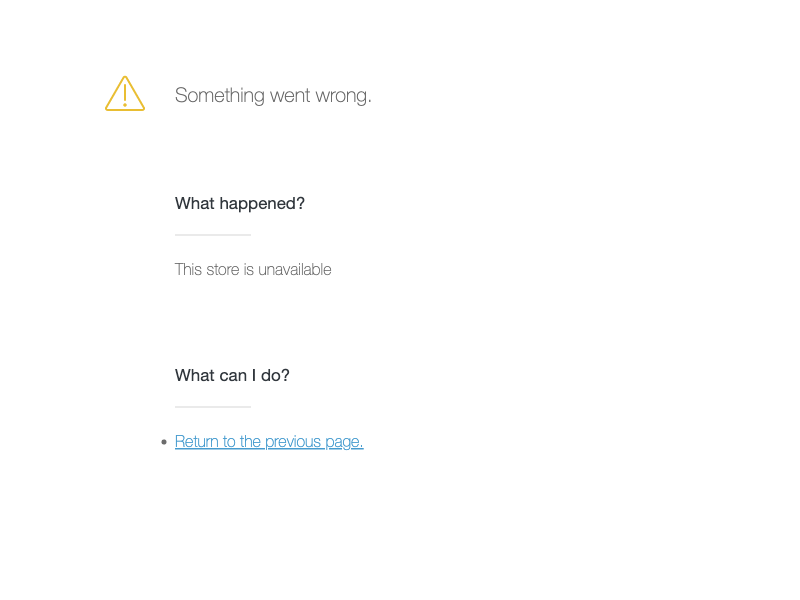 Something went wrong.
What happened?
This store is unavailable
What can I do?
Return to the previous page.